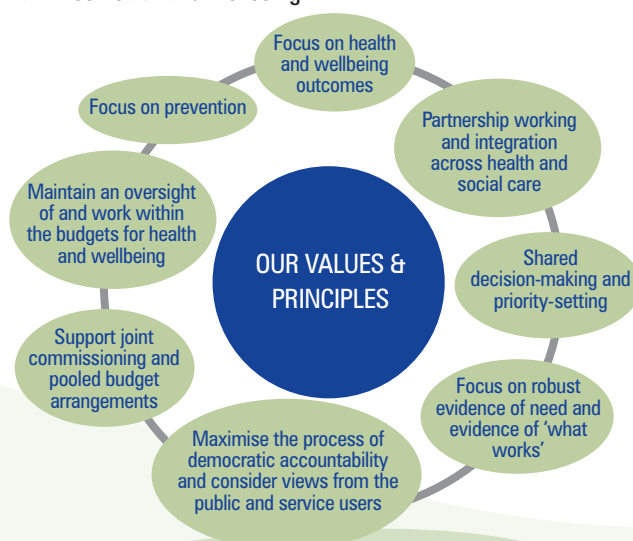 Focus on health
and wellbeing
outcomes
Partnership working
and integration
across health and
social care
Shared
decision-making and
priority-setting
Focus on robust
evidence of need and
evidence of ‘what
works’
Maximise the process of
democratic accountability
and consider views from the
public and service users
Support joint
commissioning and
pooled budget
arrangements
Maintain an oversight
of and work within
the budgets for health
and wellbeing
Focus on prevention
OUR VALUES &
PRINCIPLES